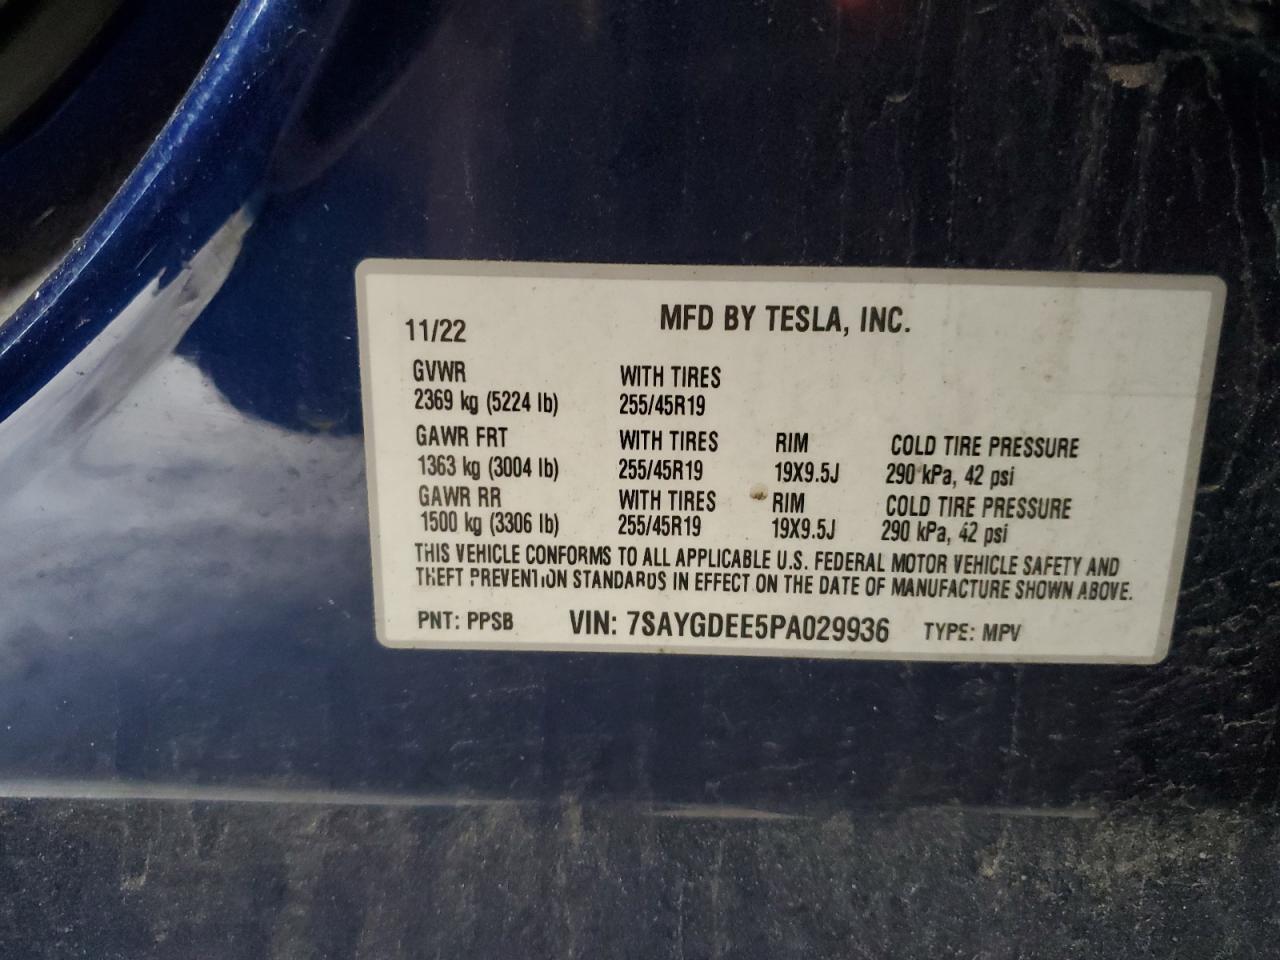 MFD BY TESLA, INC.
11/22
GVWR WITH TIRES
2369 kg (5224 lb) 255/45R19
GAWR FRT WITH TIRES RIM COLD TIRE PRESSURE
1363 kg (3004 lb) 255/45R19 19X9.5J 290 kPa, 42 psi
GAWR RR WITH TIRES RIM COLD TIRE PRESSURE
1500 kg (3306 lb) 255/45R19 19X9.5J 290 kPa, 42 psi
THIS VEHICLE CONFORMS TO ALL APPLICABLE U.S. FEDERAL MOTOR VEHICLE SAFETY AND
THEFT PREVENTION STANDARDS IN EFFECT ON THE DATE OF MANUFACTURE SHOWN ABOVE.
PNT: PPSB VIN: 7SAYGDEE5PA029936 TYPE: MPV